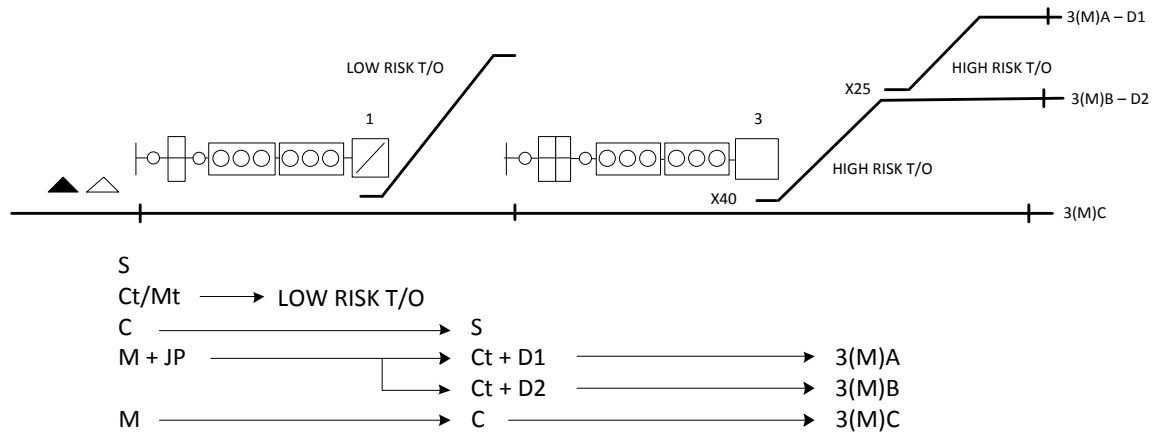 3(M)A – D1
LOW RISK T/O
HIGH RISK T/O
X25
3(M)B – D2
1
3
HIGH RISK T/O
X40
3(M)C
S
Ct/Mt LOW RISK T/O
C S
M + JP Ct + D1 3(M)A
Ct + D2 3(M)B
M C 3(M)C